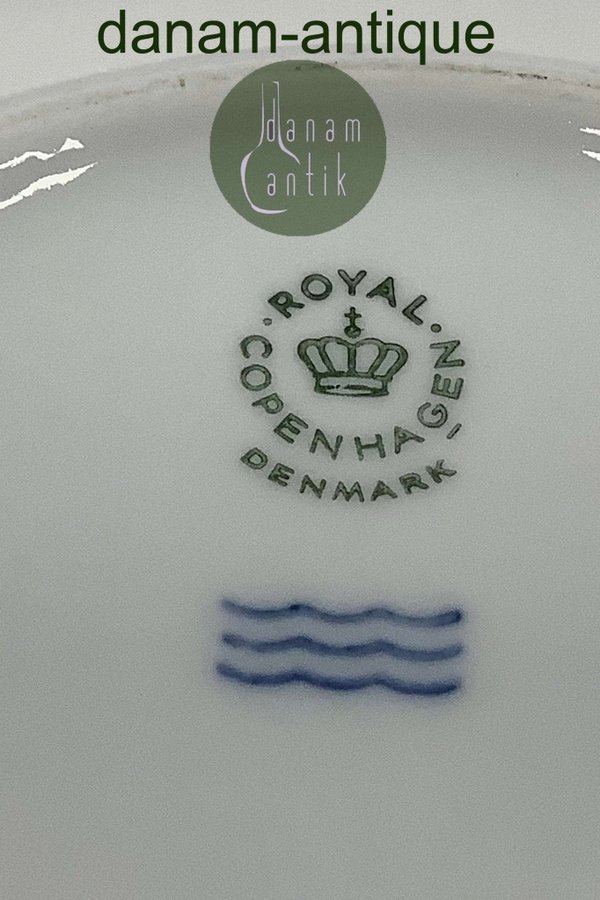 danam-antique
danam
antik
ROYAL
COPENHAGEN
DENMARK